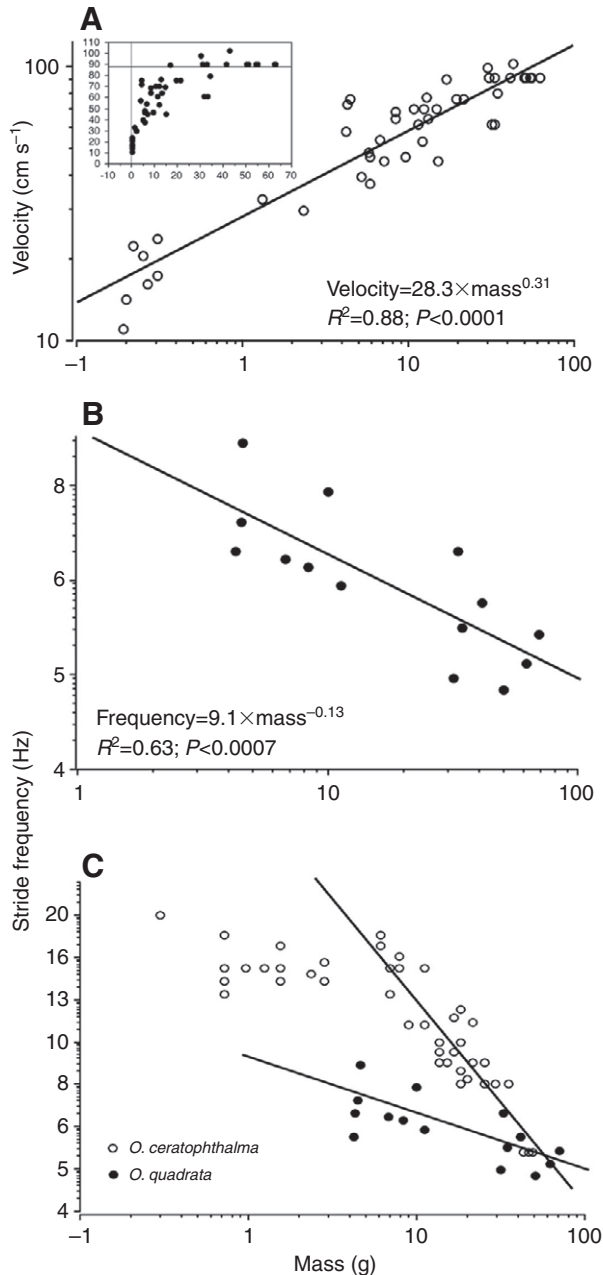 A
110
100
90
80
70
60
50
40
30
20
10
0
-10 0 10 20 30 40 50 60 70
100
10
Velocity (cm s⁻¹)
Velocity=28.3×mass^0.31
R²=0.88; P<0.0001
–1 1 10 100
B
8
6
5
4
Frequency=9.1×mass^–0.13
R²=0.63; P<0.0007
1 10 100
Stride frequency (Hz)
C
20
16
13
10
8
6
5
4
O. ceratophthalma
O. quadrata
–1 1 10 100
Mass (g)